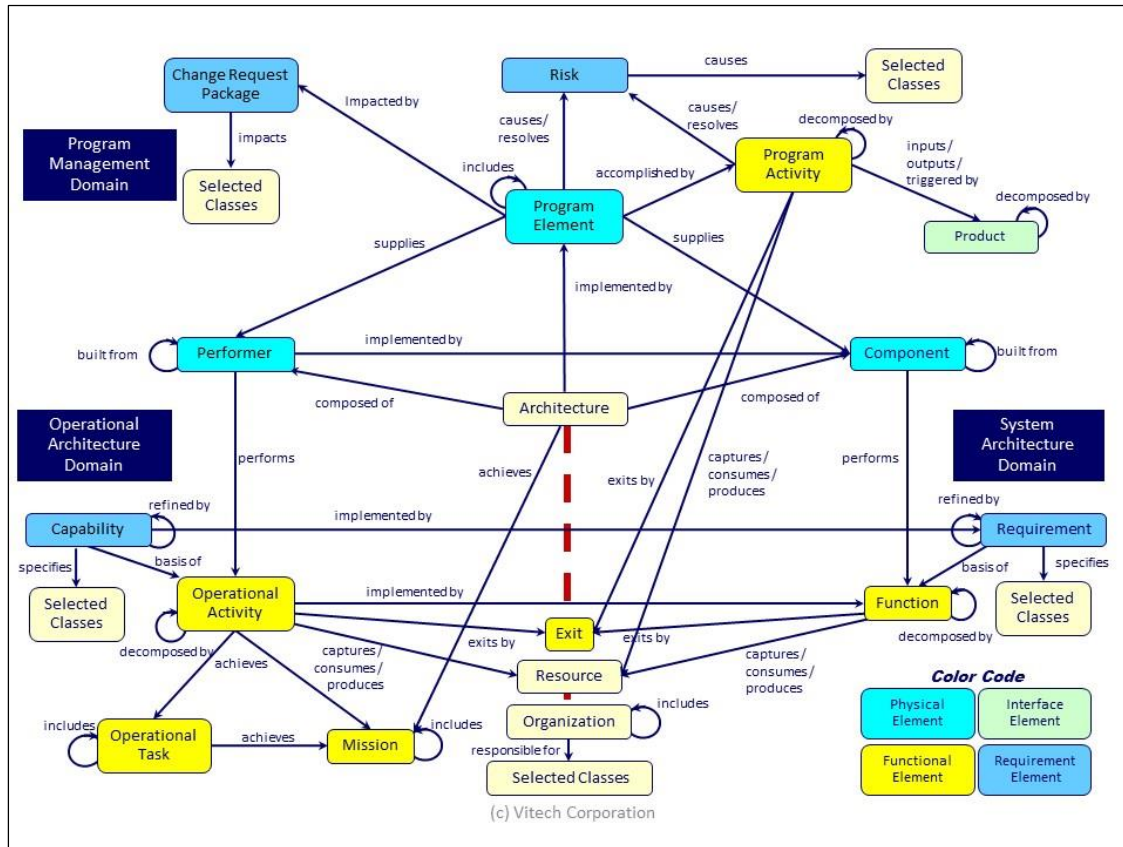 Change Request
Package
Risk
causes
Selected
Classes
Impacted by
causes/
resolves
causes/
resolves
decomposed by
Program
Management
Domain
impacts
Program
Activity
inputs/
outputs/
triggered by
includes
accomplished by
Selected
Classes
Program
Element
decomposed by
Product
supplies
supplies
implemented by
built from
Performer
implemented by
Component
built from
composed of
Architecture
composed of
Operational
Architecture
Domain
System
Architecture
Domain
performs
achieves
exits by
captures/
consumes/
produces
performs
refined by
refined by
Capability
implemented by
Requirement
specifies
basis of
basis of
specifies
Selected
Classes
Operational
Activity
implemented by
Function
Selected
Classes
Exit
decomposed by
achieves
captures/
consumes/
produces
exits by
exits by
decomposed by
Resource
captures/
consumes/
produces
Color Code
includes
Operational
Task
achieves
Mission
includes
Organization
includes
Physical
Element
Interface
Element
responsible for
Selected Classes
Functional
Element
Requirement
Element
(c) Vitech Corporation